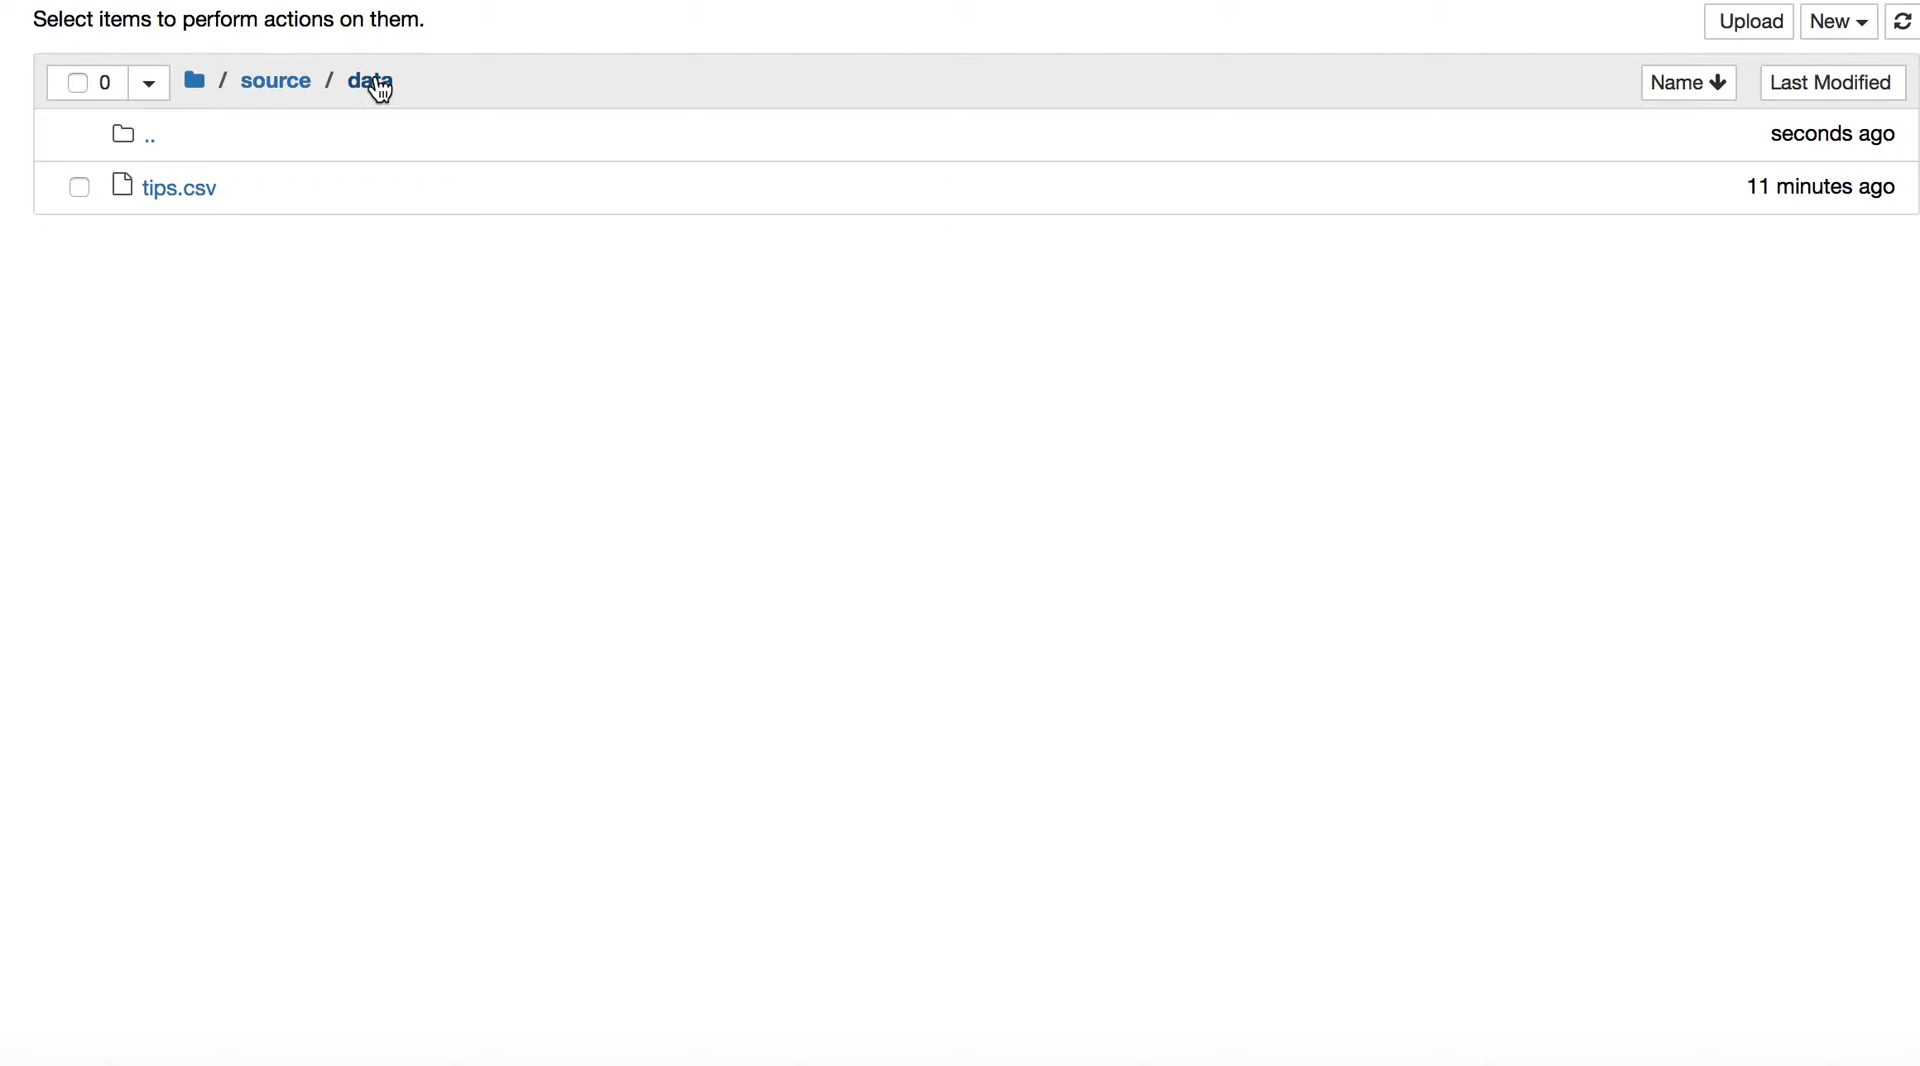 Select items to perform actions on them.
Upload New
0 / source / data Name Last Modified
.. seconds ago
tips.csv 11 minutes ago